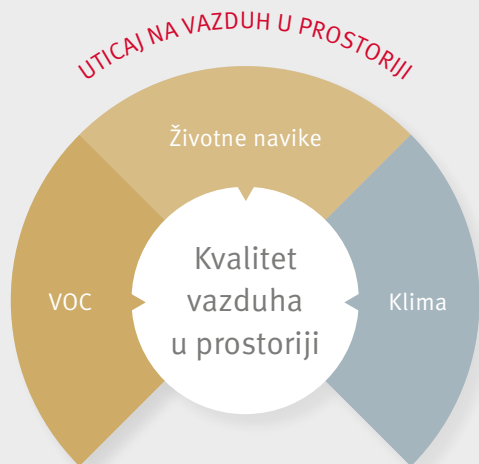 UTICAJ NA VAZDUH U PROSTORIJI
Životne navike
VOC
Kvalitet
vazduha
u prostoriji
Klima